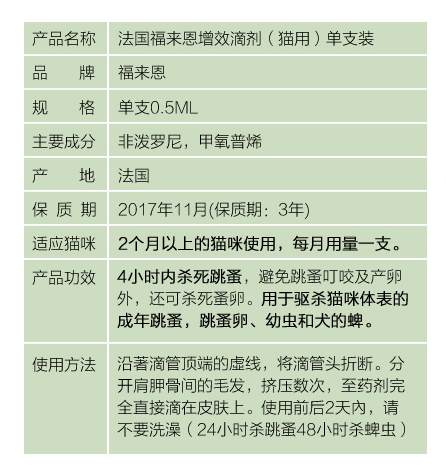 产品名称 法国福来恩增效滴剂（猫用）单支装
品 牌 福来恩
规 格 单支0.5ML
主要成分 非泼罗尼，甲氧普烯
产 地 法国
保 质 期 2017年11月(保质期：3年)
适应猫咪 2个月以上的猫咪使用，每月用量一支。
产品功效 4小时内杀死跳蚤，避免跳蚤叮咬及产卵
外，还可杀死蚤卵。用于驱杀猫咪体表的
成年跳蚤，跳蚤卵、幼虫和犬的蜱。
使用方法 沿著滴管顶端的虚线，将滴管头折断。分
开肩胛骨间的毛发，挤压数次，至药剂完
全直接滴在皮肤上。使用前后2天內，请
不要洗澡（24小时杀跳蚤48小时杀蜱虫）